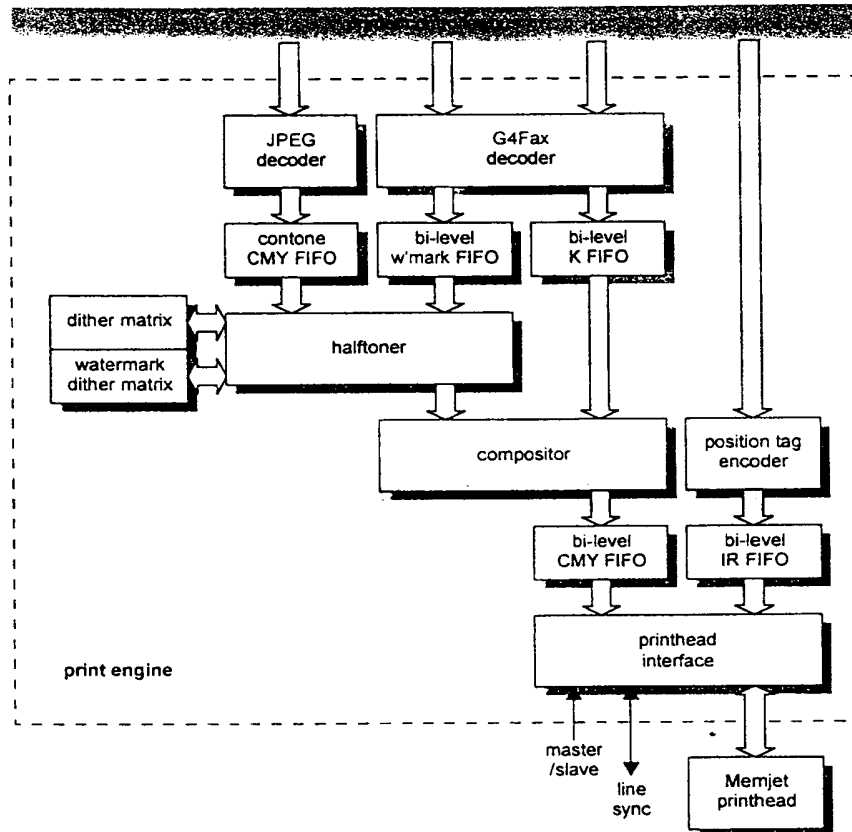 JPEG
decoder
G4Fax
decoder
contone
CMY FIFO
bi-level
w'mark FIFO
bi-level
K FIFO
dither matrix
watermark
dither matrix
halftoner
compositor
position tag
encoder
bi-level
CMY FIFO
bi-level
IR FIFO
printhead
interface
print engine
master
/slave
line
sync
Memjet
printhead